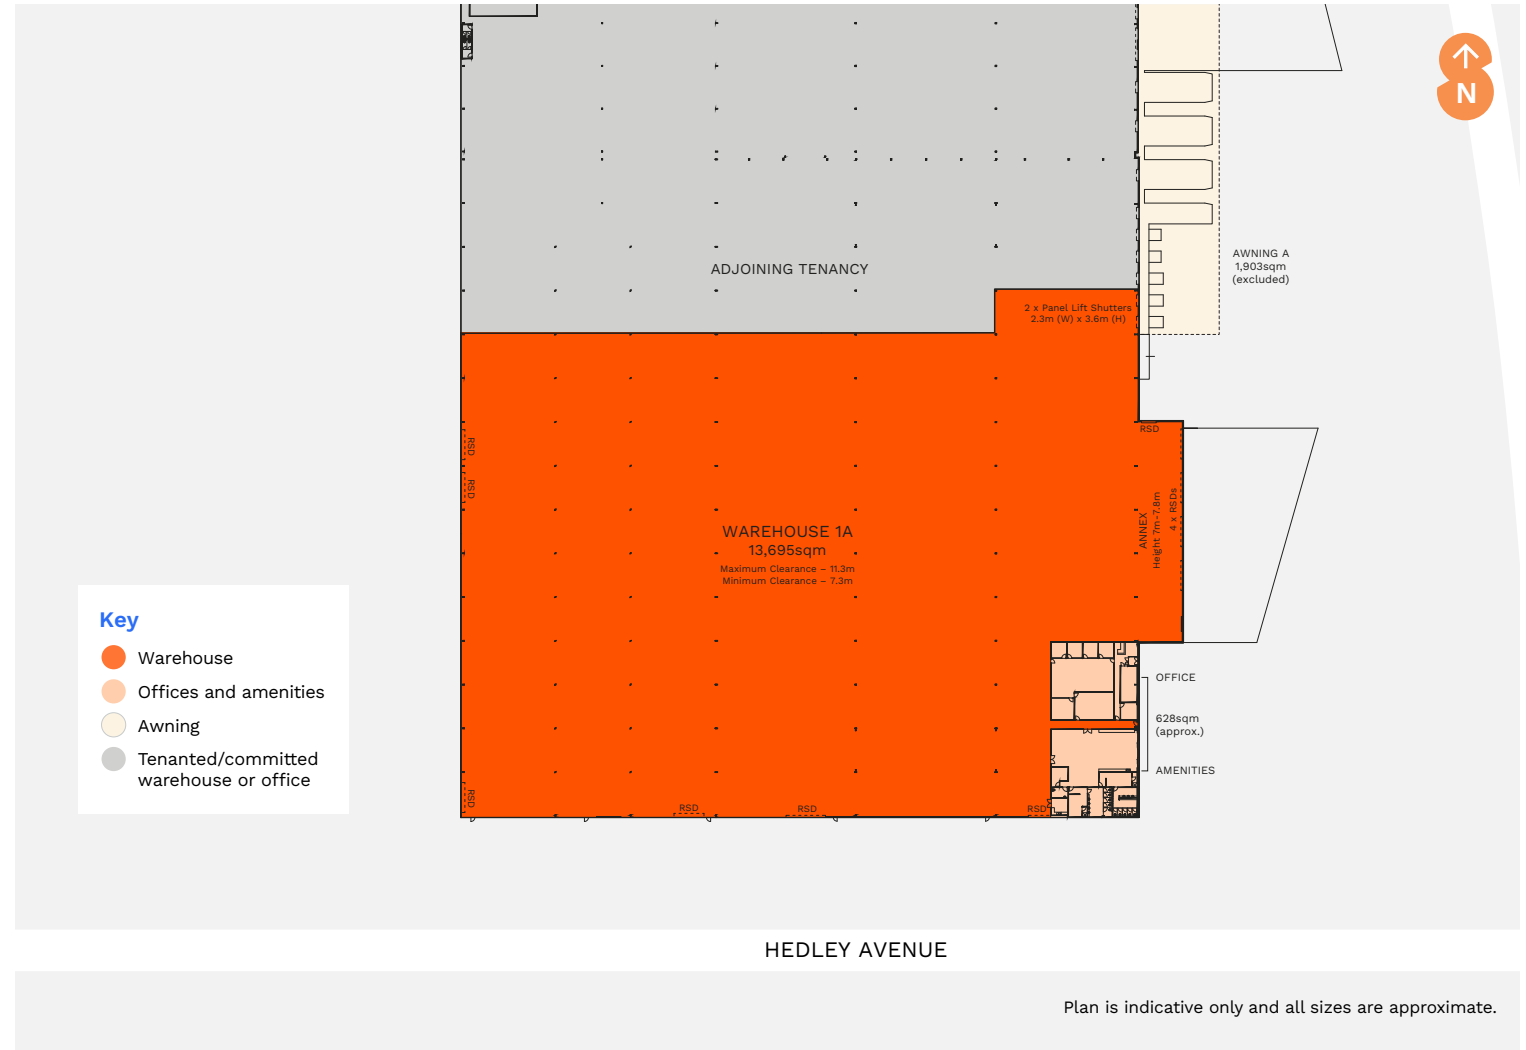 N
ADJOINING TENANCY
AWNING A
1,903sqm
(excluded)
2 x Panel Lift Shutters
2.3m (W) x 3.6m (H)
RSD
RSD
RSD
ANNEX
Height 7m-7.8m
4 x RSDs
WAREHOUSE 1A
13,695sqm
Maximum Clearance – 11.3m
Minimum Clearance – 7.3m
Key
Warehouse
Offices and amenities
Awning
Tenanted/committed
warehouse or office
OFFICE
628sqm
(approx.)
AMENITIES
RSD
RSD
RSD
RSD
HEDLEY AVENUE
Plan is indicative only and all sizes are approximate.